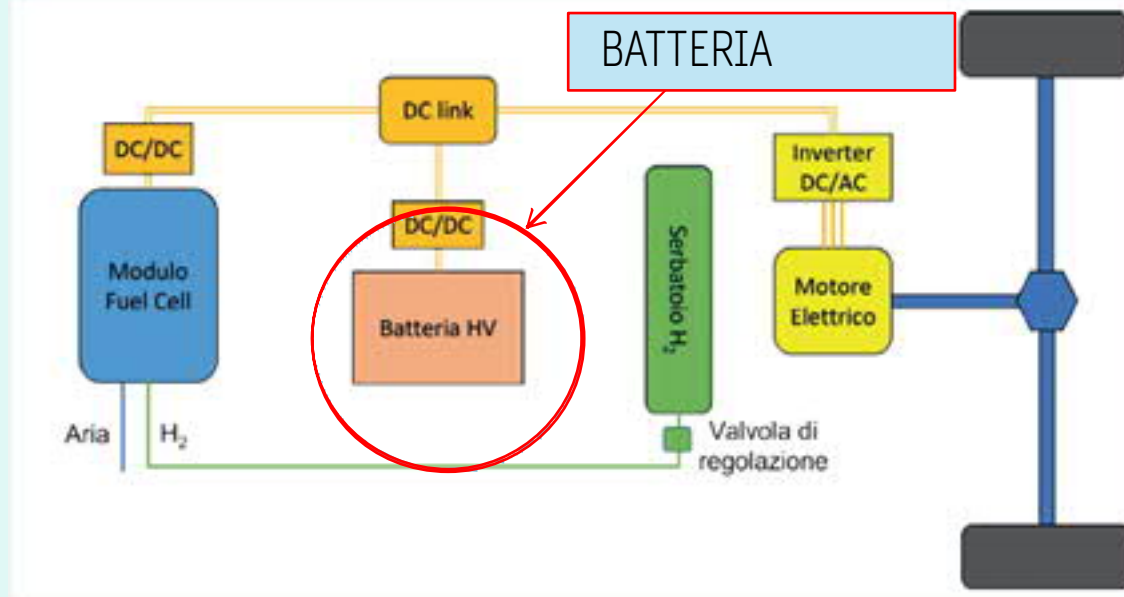 BATTERIA
DC link
DC/DC
Inverter
DC/AC
DC/DC
Modulo
Fuel Cell
Batteria HV
Serbatoio H₂
Motore
Elettrico
Aria
H₂
Valvola di
regolazione